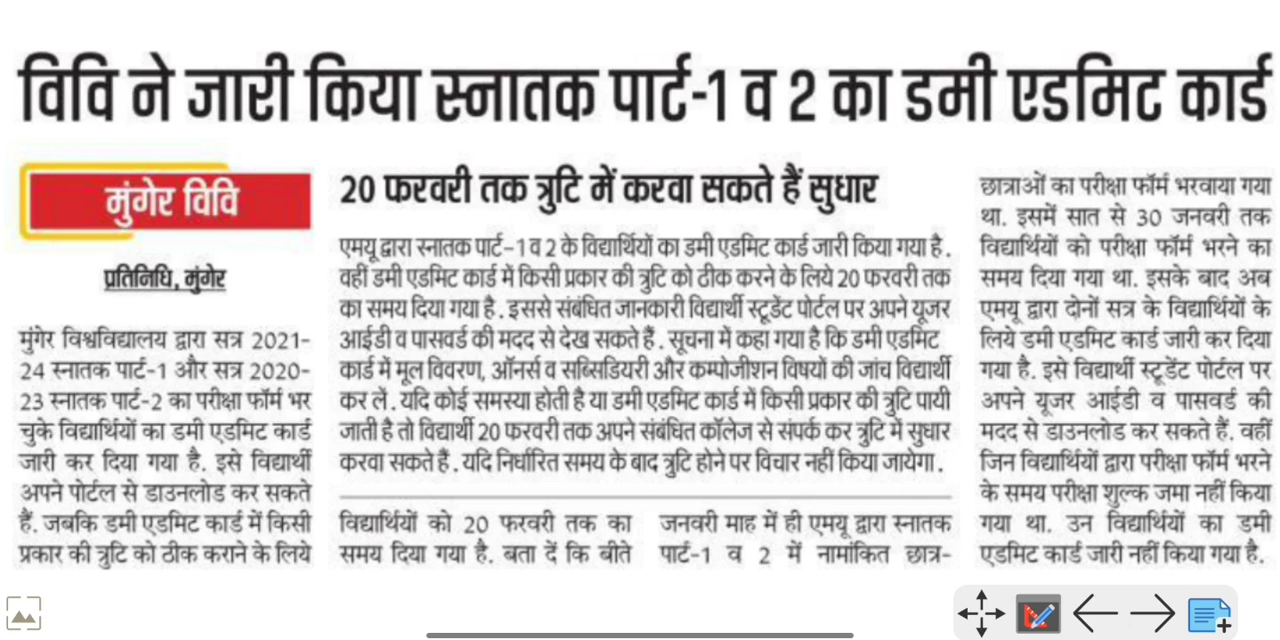 विवि ने जारी किया स्नातक पार्ट-1 व 2 का डमी एडमिट कार्ड
मुंगेर विवि
प्रतिनिधि, मुंगेर
मुंगेर विश्वविद्यालय द्वारा सत्र 2021-
24 स्नातक पार्ट-1 और सत्र 2020-
23 स्नातक पार्ट-2 का परीक्षा फॉर्म भर
चुके विद्यार्थियों का डमी एडमिट कार्ड
जारी कर दिया गया है. इसे विद्यार्थी
अपने पोर्टल से डाउनलोड कर सकते
हैं. जबकि डमी एडमिट कार्ड में किसी
प्रकार की त्रुटि को ठीक कराने के लिये
20 फरवरी तक त्रुटि में करवा सकते हैं सुधार
एमयू द्वारा स्नातक पार्ट-1 व 2 के विद्यार्थियों का डमी एडमिट कार्ड जारी किया गया है.
वहीं डमी एडमिट कार्ड में किसी प्रकार की त्रुटि को ठीक करने के लिये 20 फरवरी तक
का समय दिया गया है. इससे संबंधित जानकारी विद्यार्थी स्टूडेंट पोर्टल पर अपने यूजर
आईडी व पासवर्ड की मदद से देख सकते हैं. सूचना में कहा गया है कि डमी एडमिट
कार्ड में मूल विवरण, ऑनर्स व सब्सिडियरी और कम्पोजीशन विषयों की जांच विद्यार्थी
कर लें. यदि कोई समस्या होती है या डमी एडमिट कार्ड में किसी प्रकार की त्रुटि पायी
जाती है तो विद्यार्थी 20 फरवरी तक अपने संबंधित कॉलेज से संपर्क कर त्रुटि में सुधार
करवा सकते हैं. यदि निर्धारित समय के बाद त्रुटि होने पर विचार नहीं किया जायेगा.
विद्यार्थियों को 20 फरवरी तक का
समय दिया गया है. बता दें कि बीते
जनवरी माह में ही एमयू द्वारा स्नातक
पार्ट-1 व 2 में नामांकित छात्र-
छात्राओं का परीक्षा फॉर्म भरवाया गया
था. इसमें सात से 30 जनवरी तक
विद्यार्थियों को परीक्षा फॉर्म भरने का
समय दिया गया था. इसके बाद अब
एमयू द्वारा दोनों सत्र के विद्यार्थियों के
लिये डमी एडमिट कार्ड जारी कर दिया
गया है. इसे विद्यार्थी स्टूडेंट पोर्टल पर
अपने यूजर आईडी व पासवर्ड की
मदद से डाउनलोड कर सकते हैं. वहीं
जिन विद्यार्थियों द्वारा परीक्षा फॉर्म भरने
के समय परीक्षा शुल्क जमा नहीं किया
गया था. उन विद्यार्थियों का डमी
एडमिट कार्ड जारी नहीं किया गया है.